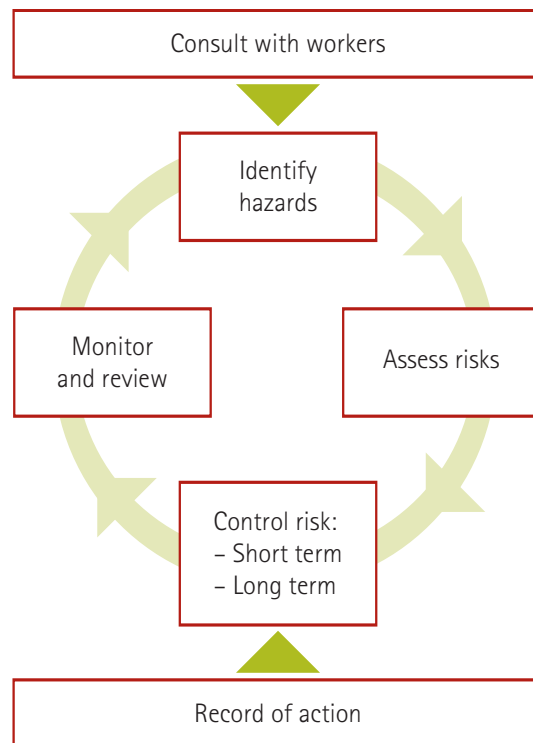 Consult with workers
Identify
hazards
Assess risks
Monitor
and review
Control risk:
– Short term
– Long term
Record of action